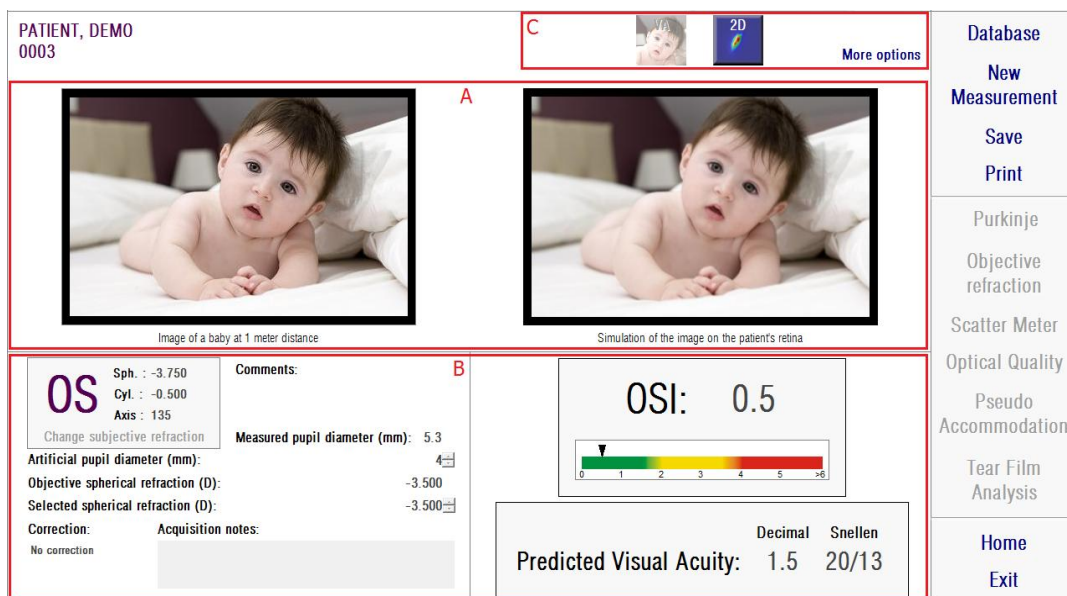 PATIENT, DEMO
0003
C
VA
2D
More options
A
Image of a baby at 1 meter distance
Simulation of the image on the patient's retina
B
OS
Sph. : -3.750
Cyl. : -0.500
Axis : 135
Change subjective refraction
Comments:
Measured pupil diameter (mm): 5.3
Artificial pupil diameter (mm): 4
Objective spherical refraction (D): -3.500
Selected spherical refraction (D): -3.500
Correction:
No correction
Acquisition notes:
OSI: 0.5
0 1 2 3 4 5 >6
Decimal Snellen
Predicted Visual Acuity: 1.5 20/13
Database
New
Measurement
Save
Print
Purkinje
Objective
refraction
Scatter Meter
Optical Quality
Pseudo
Accommodation
Tear Film
Analysis
Home
Exit